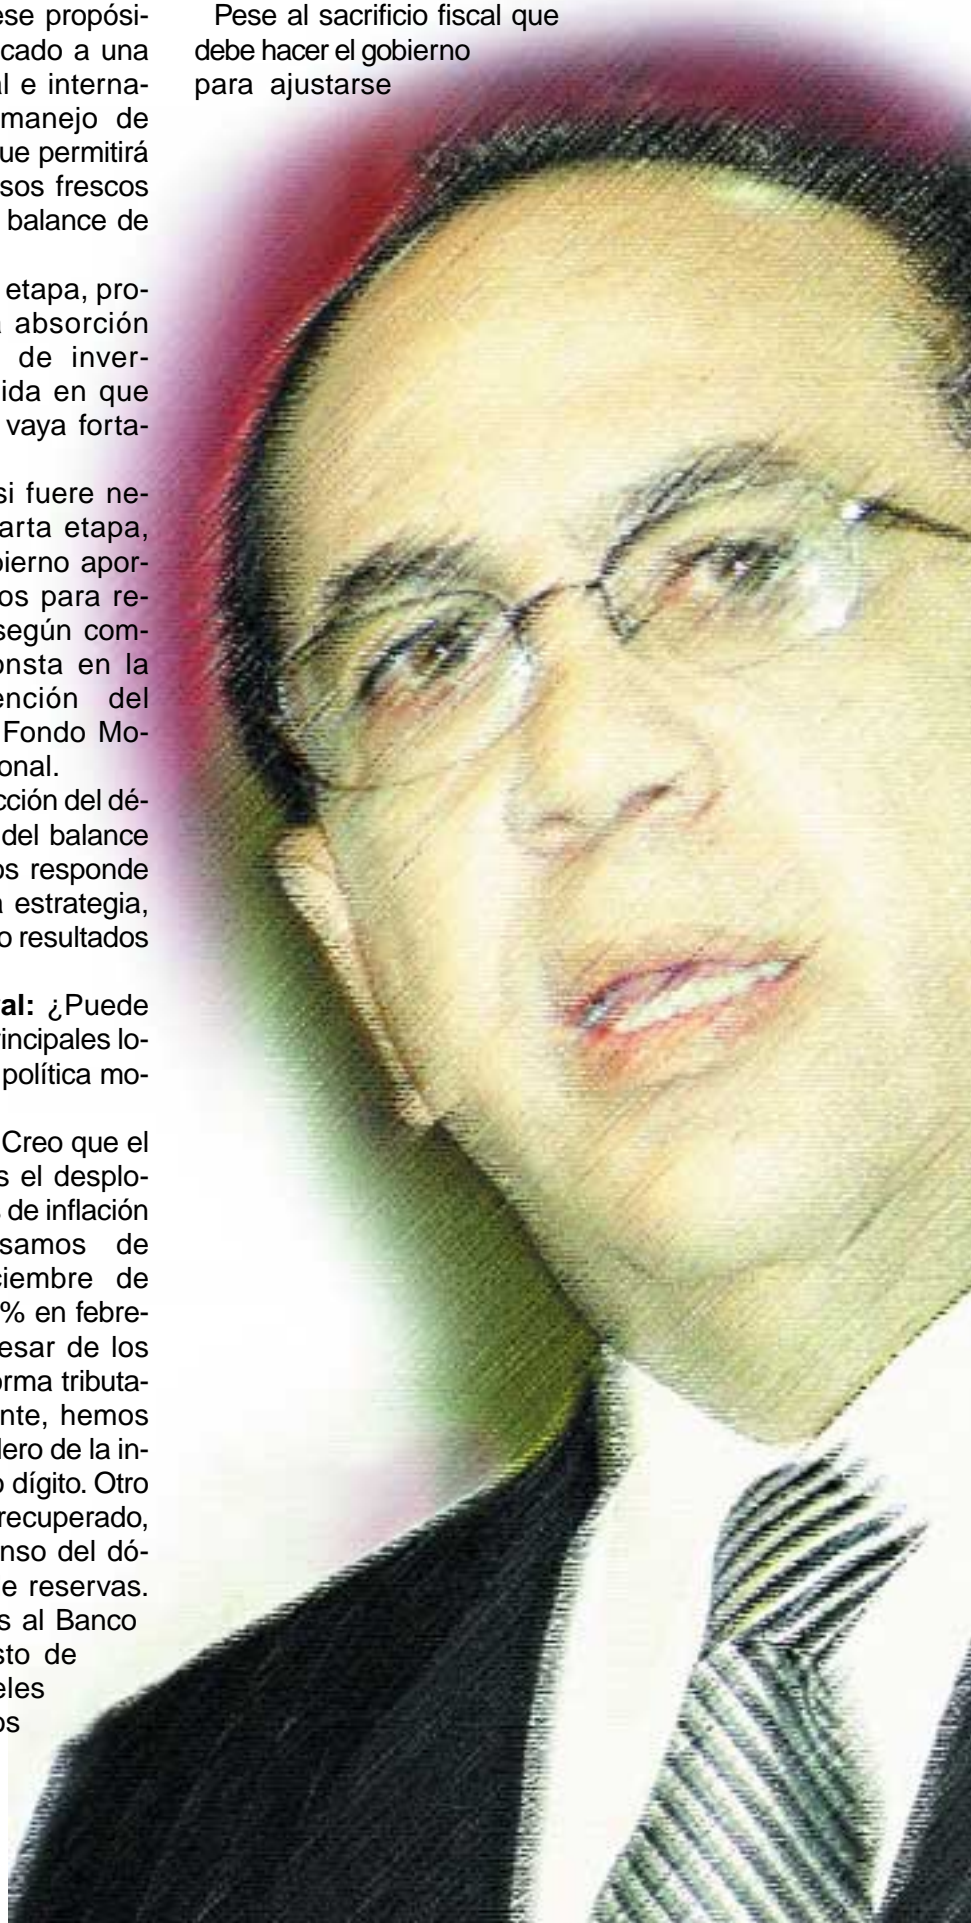 ese propósi-
cado a una
l e interna-
manejo de
que permitirá
sos frescos
balance de
etapa, pro-
a absorción
de inver-
ida en que
vaya forta-
si fuere ne-
arta etapa,
bierno apor-
os para re-
según com-
onsta en la
ención del
Fondo Mo-
onal.
cción del dé-
del balance
os responde
a estrategia,
o resultados
al: ¿Puede
rincipales lo-
política mo-
Creo que el
s el desplo-
de inflación
samos de
ciembre de
% en febre-
esar de los
orma tributa-
nte, hemos
lero de la in-
o dígito. Otro
recuperado,
nso del dó-
e reservas.
s al Banco
sto de
eles
os
Pese al sacrificio fiscal que
debe hacer el gobierno
para ajustarse